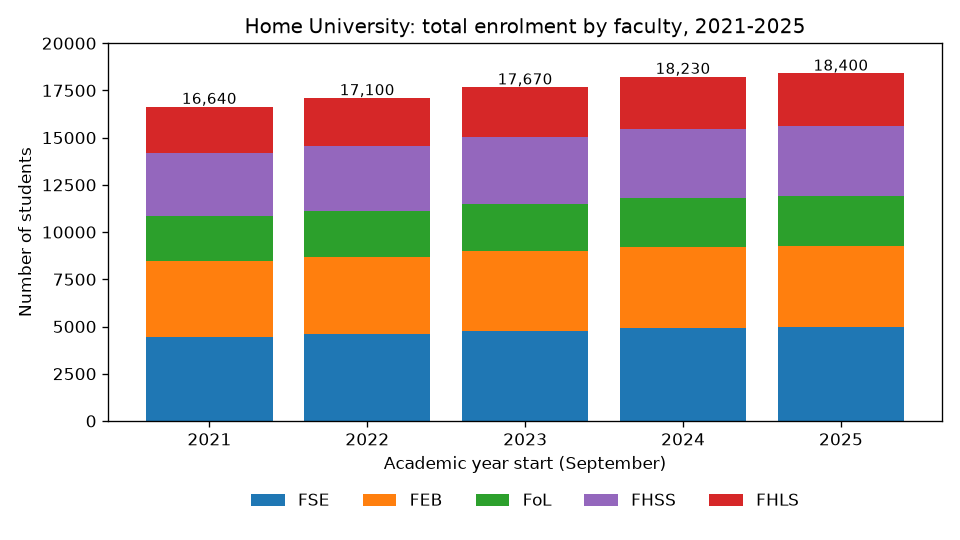 Home University: total enrolment by faculty, 2021-2025
Number of students
20000
17500
15000
12500
10000
7500
5000
2500
0
16,640
17,100
17,670
18,230
18,400
2021 2022 2023 2024 2025
Academic year start (September)
FSE FEB FoL FHSS FHLS